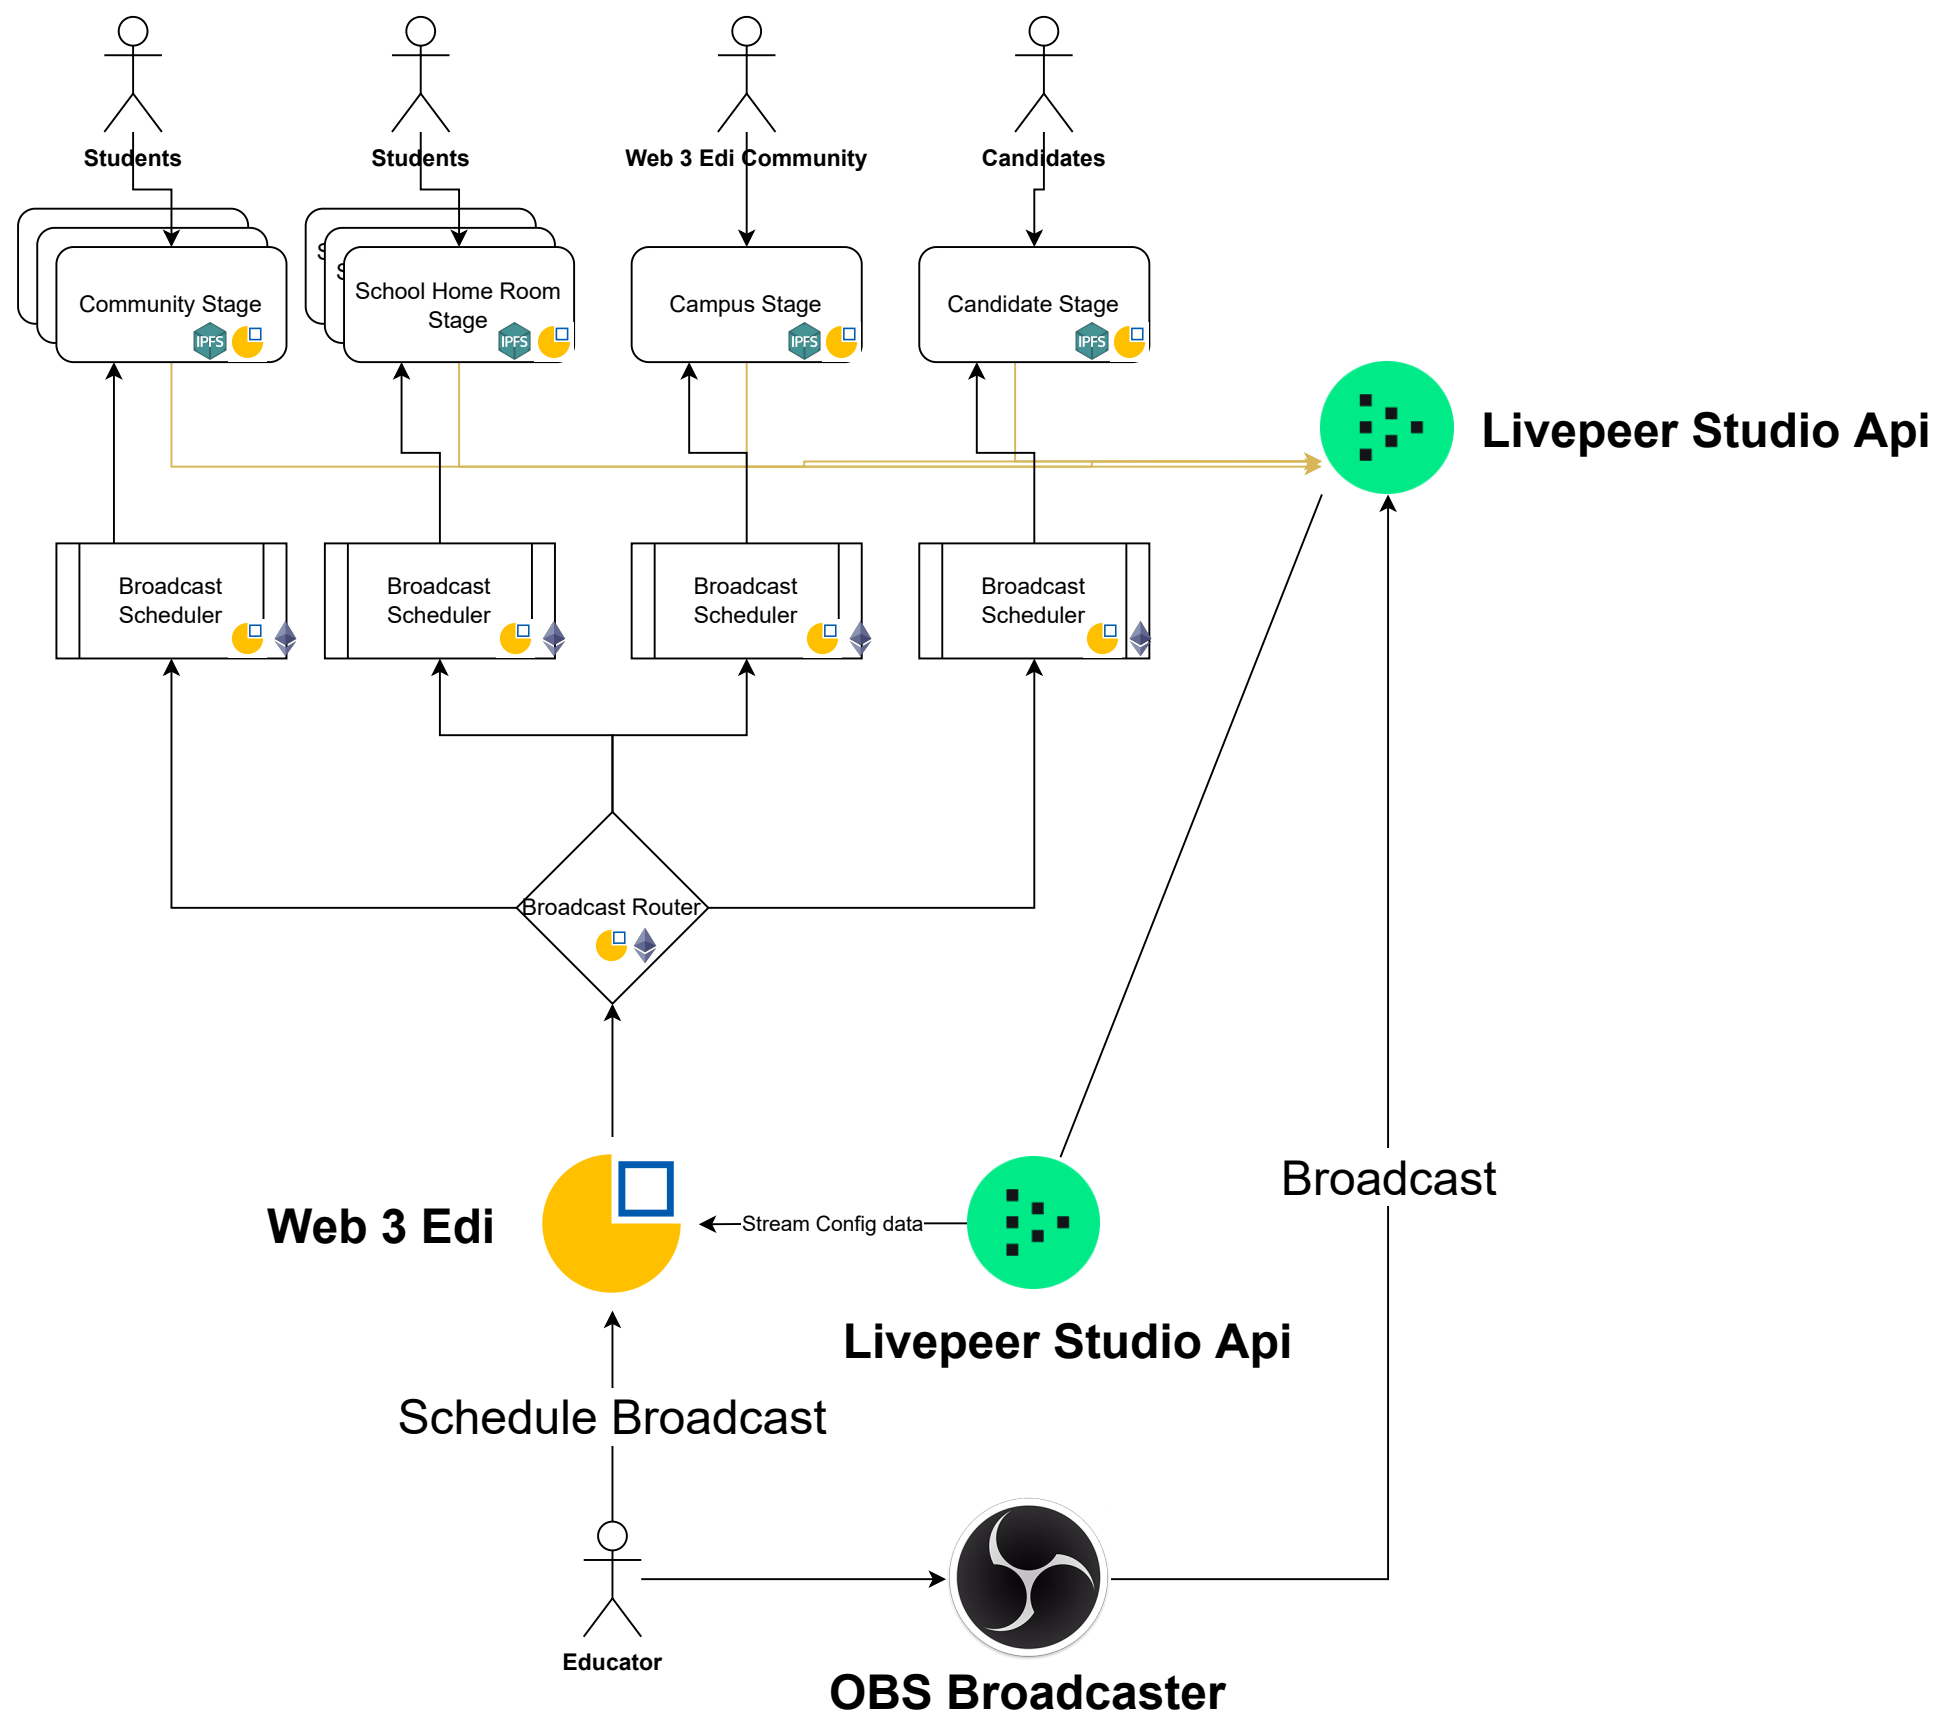 Students
Students
Web 3 Edi Community
Candidates
S
S
Community Stage
School Home Room
Stage
Campus Stage
Candidate Stage
IPFS
IPFS
IPFS
IPFS
Livepeer Studio Api
Broadcast
Scheduler
Broadcast
Scheduler
Broadcast
Scheduler
Broadcast
Scheduler
Broadcast Router
Broadcast
Web 3 Edi
Stream Config data
Livepeer Studio Api
Schedule Broadcast
Educator
OBS Broadcaster